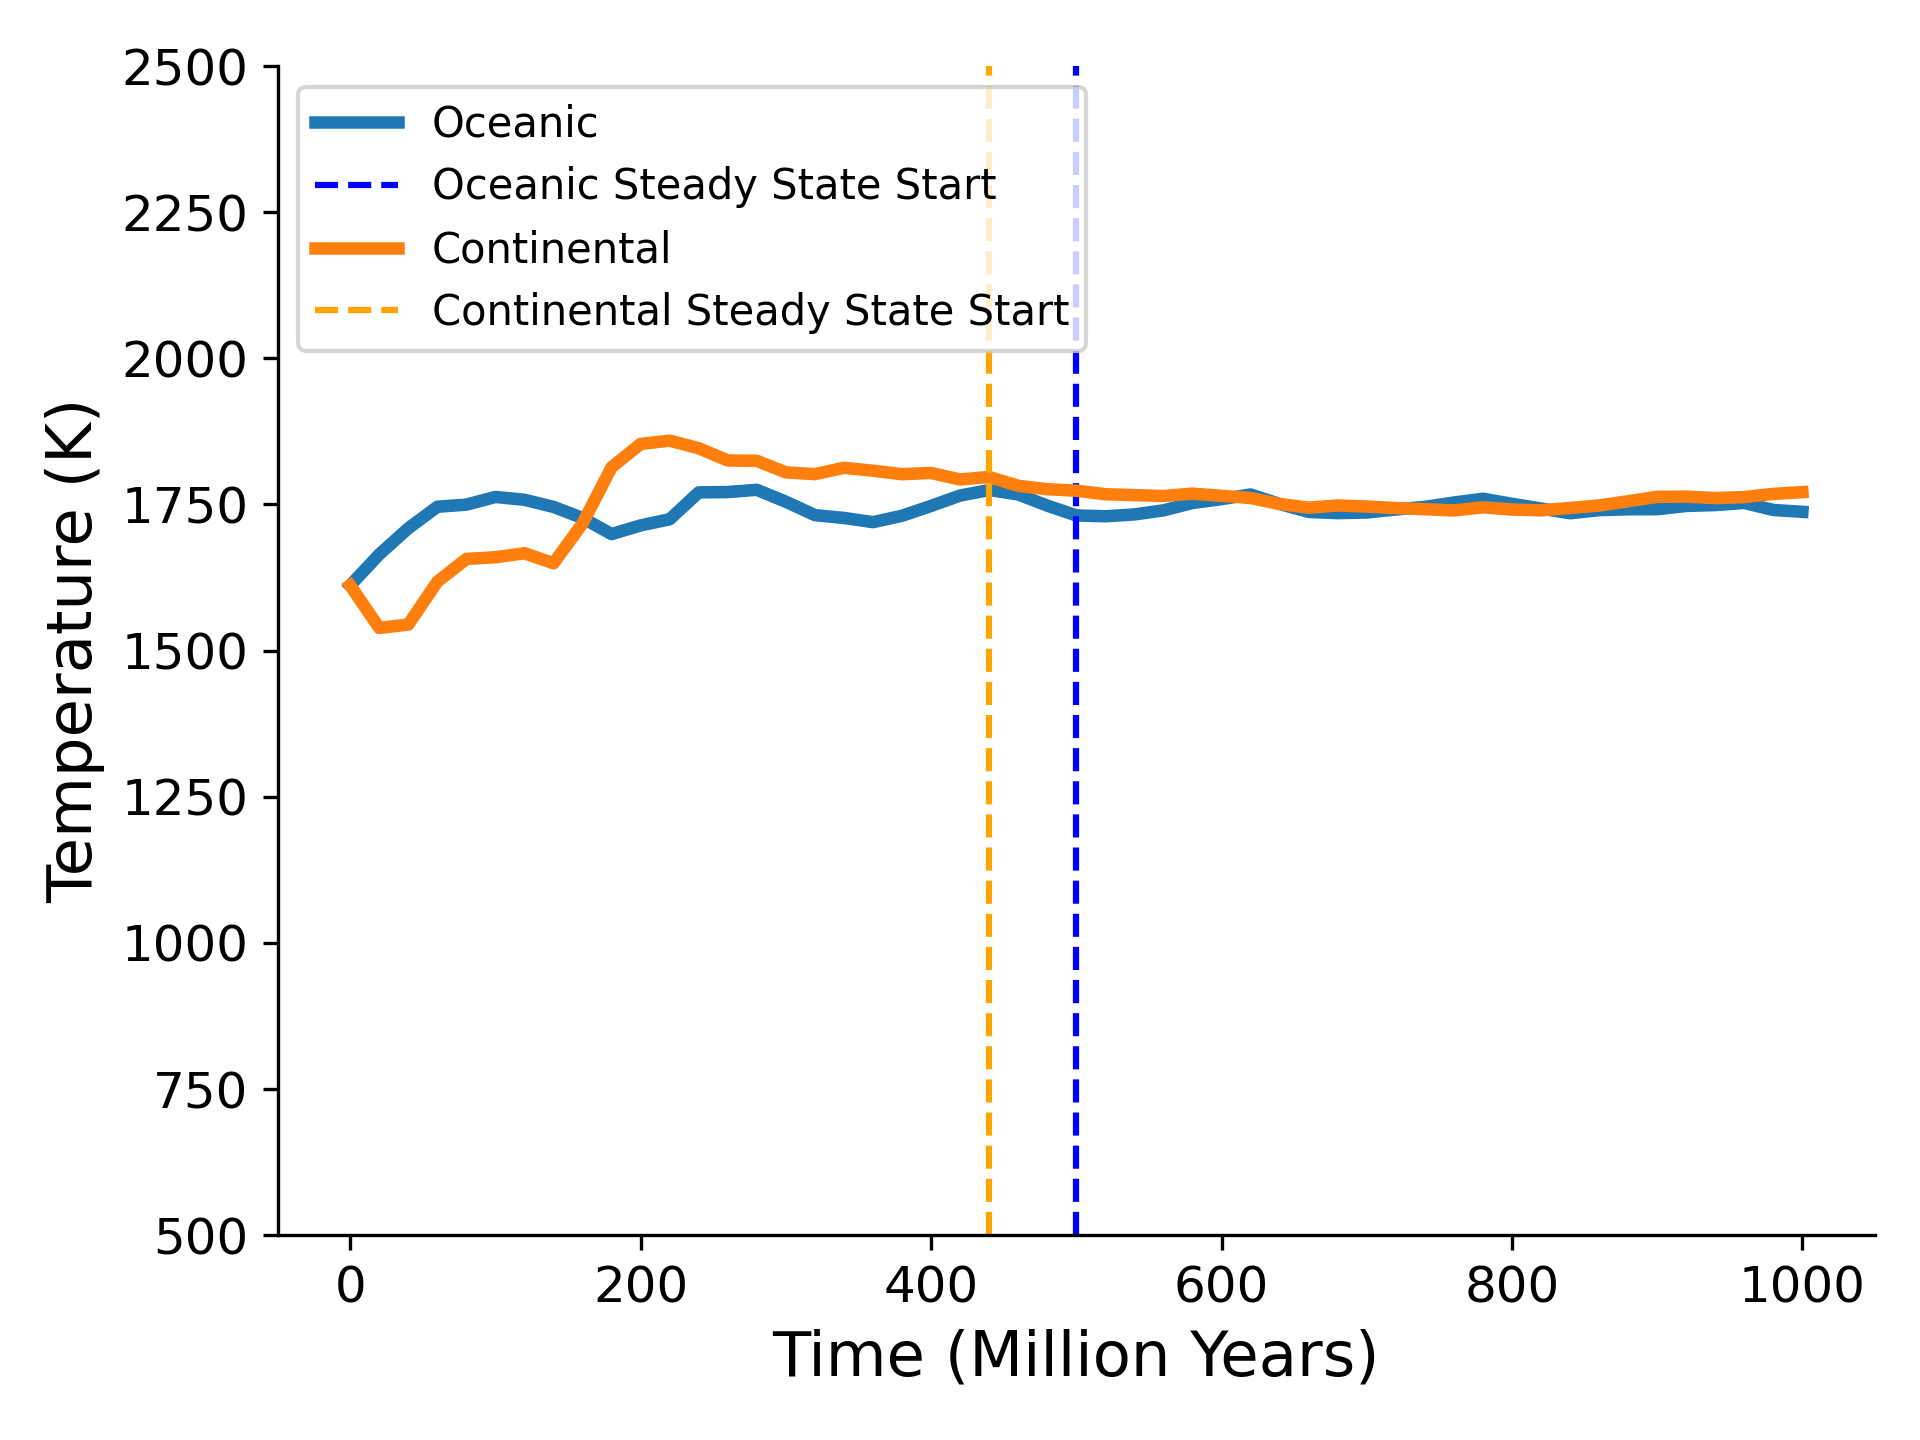 2500
2250
2000
1750
1500
1250
1000
750
500
Temperature (K)
Oceanic
Oceanic Steady State Start
Continental
Continental Steady State Start
0 200 400 600 800 1000
Time (Million Years)